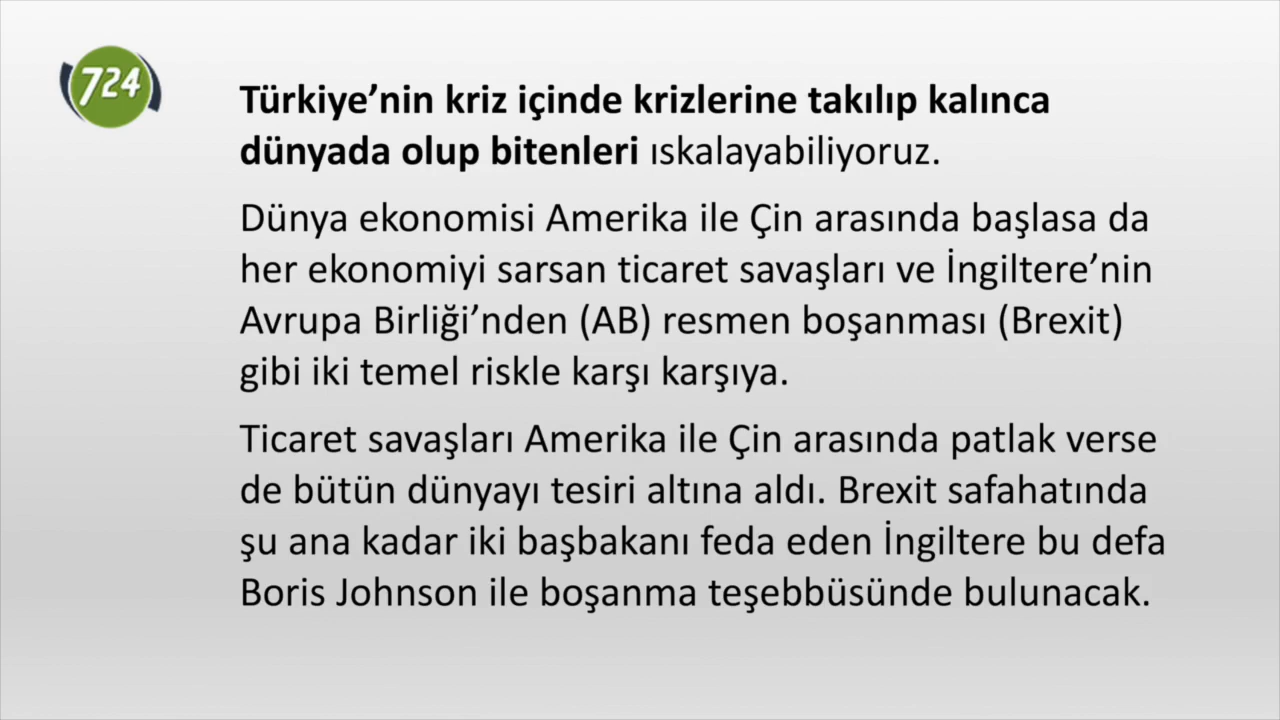 724
Türkiye’nin kriz içinde krizlerine takılıp kalınca
dünyada olup bitenleri ıskalayabiliyoruz.
Dünya ekonomisi Amerika ile Çin arasında başlasa da
her ekonomiyi sarsan ticaret savaşları ve İngiltere’nin
Avrupa Birliği’nden (AB) resmen boşanması (Brexit)
gibi iki temel riskle karşı karşıya.
Ticaret savaşları Amerika ile Çin arasında patlak verse
de bütün dünyayı tesiri altına aldı. Brexit safahatında
şu ana kadar iki başbakanı feda eden İngiltere bu defa
Boris Johnson ile boşanma teşebbüsünde bulunacak.